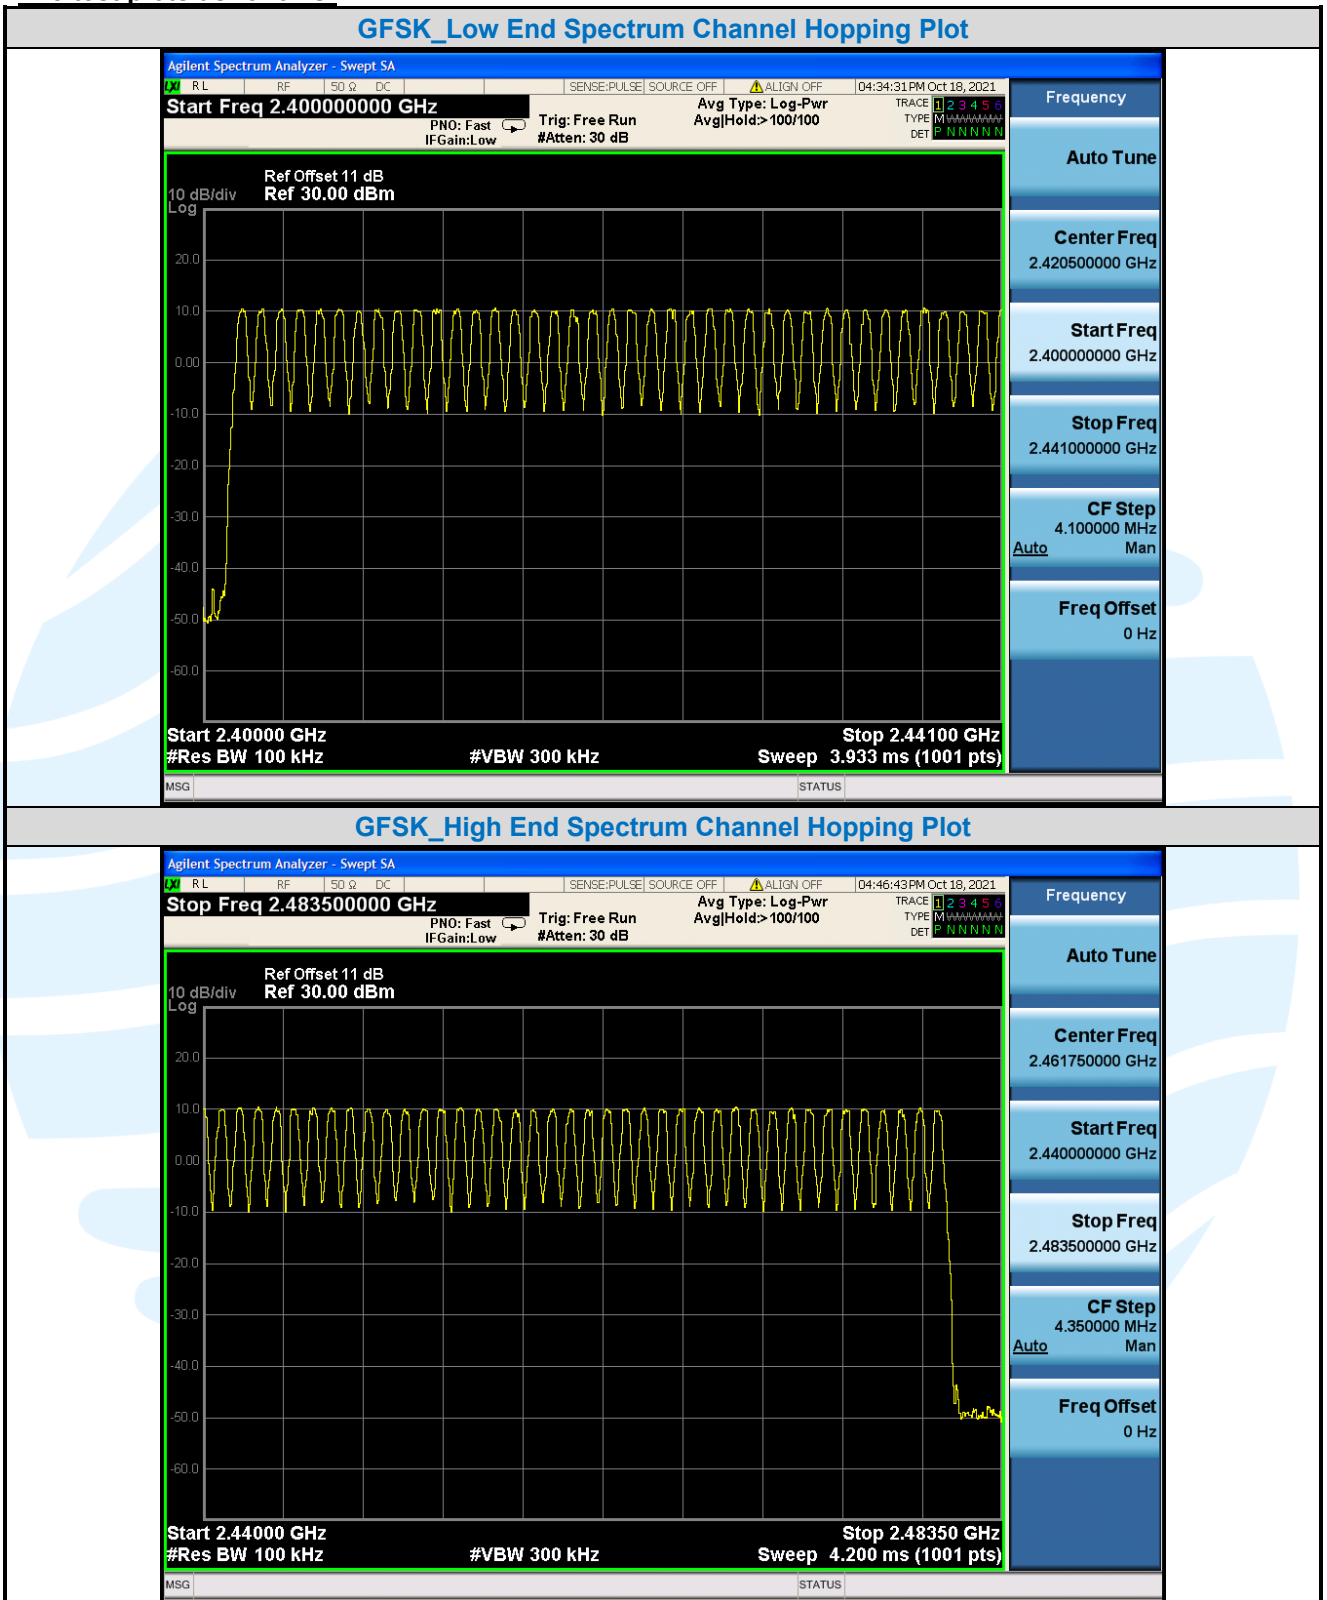 GFSK_Low End Spectrum Channel Hopping Plot
Agilent Spectrum Analyzer - Swept SA
LXI RL RF 50 Ω DC SENSE:PULSE SOURCE OFF ALIGN OFF 04:34:31 PM Oct 18, 2021
Start Freq 2.400000000 GHz
PNO: Fast
IFGain:Low
Trig: Free Run
#Atten: 30 dB
Avg Type: Log-Pwr
Avg|Hold:> 100/100
TRACE 1 2 3 4 5 6
TYPE M
DET P N N N N N
Ref Offset 11 dB
10 dB/div Ref 30.00 dBm
Log
20.0
10.0
0.00
-10.0
-20.0
-30.0
-40.0
-50.0
-60.0
Start 2.40000 GHz Stop 2.44100 GHz
#Res BW 100 kHz #VBW 300 kHz Sweep 3.933 ms (1001 pts)
MSG STATUS
Frequency
Auto Tune
Center Freq
2.420500000 GHz
Start Freq
2.400000000 GHz
Stop Freq
2.441000000 GHz
CF Step
4.100000 MHz
Auto Man
Freq Offset
0 Hz
GFSK_High End Spectrum Channel Hopping Plot
Agilent Spectrum Analyzer - Swept SA
LXI RL RF 50 Ω DC SENSE:PULSE SOURCE OFF ALIGN OFF 04:46:43 PM Oct 18, 2021
Stop Freq 2.483500000 GHz
PNO: Fast
IFGain:Low
Trig: Free Run
#Atten: 30 dB
Avg Type: Log-Pwr
Avg|Hold:> 100/100
TRACE 1 2 3 4 5 6
TYPE M
DET P N N N N N
Ref Offset 11 dB
10 dB/div Ref 30.00 dBm
Log
20.0
10.0
0.00
-10.0
-20.0
-30.0
-40.0
-50.0
-60.0
Start 2.44000 GHz Stop 2.48350 GHz
#Res BW 100 kHz #VBW 300 kHz Sweep 4.200 ms (1001 pts)
MSG STATUS
Frequency
Auto Tune
Center Freq
2.461750000 GHz
Start Freq
2.440000000 GHz
Stop Freq
2.483500000 GHz
CF Step
4.350000 MHz
Auto Man
Freq Offset
0 Hz